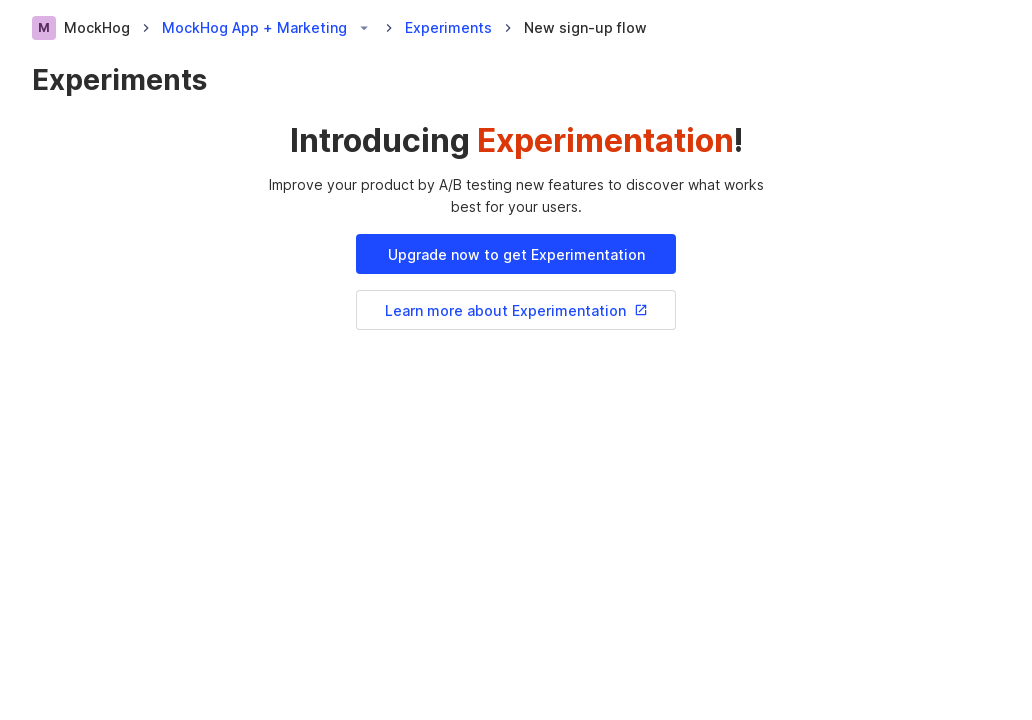 M MockHog MockHog App + Marketing Experiments New sign-up flow
Experiments
Introducing Experimentation!
Improve your product by A/B testing new features to discover what works
best for your users.
Upgrade now to get Experimentation
Learn more about Experimentation